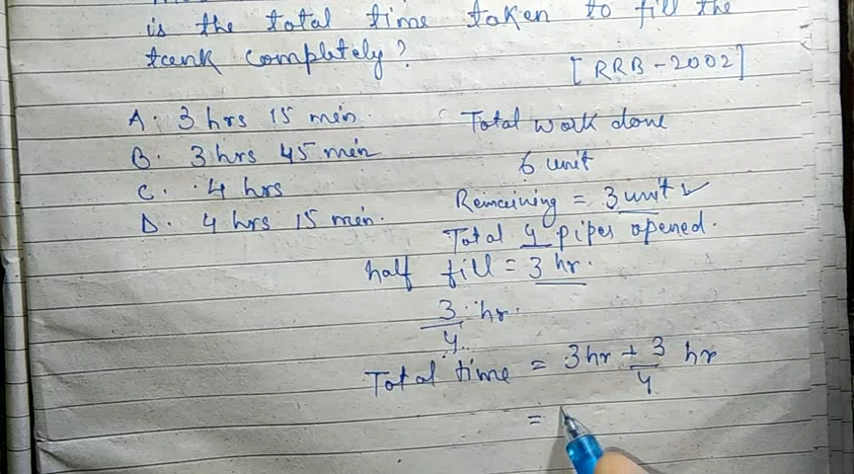 is the total time taken to fill the
tank completely?
[RRB-2002]
A. 3 hrs 15 min.
B. 3 hrs 45 min
C. 4 hrs
D. 4 hrs 15 min.
Total work done
6 unit
Remaining = 3 unit ✓
Total 4 pipes opened.
half fill = 3 hr.
3/4 hr.
Total time = 3 hr + 3/4 hr
=